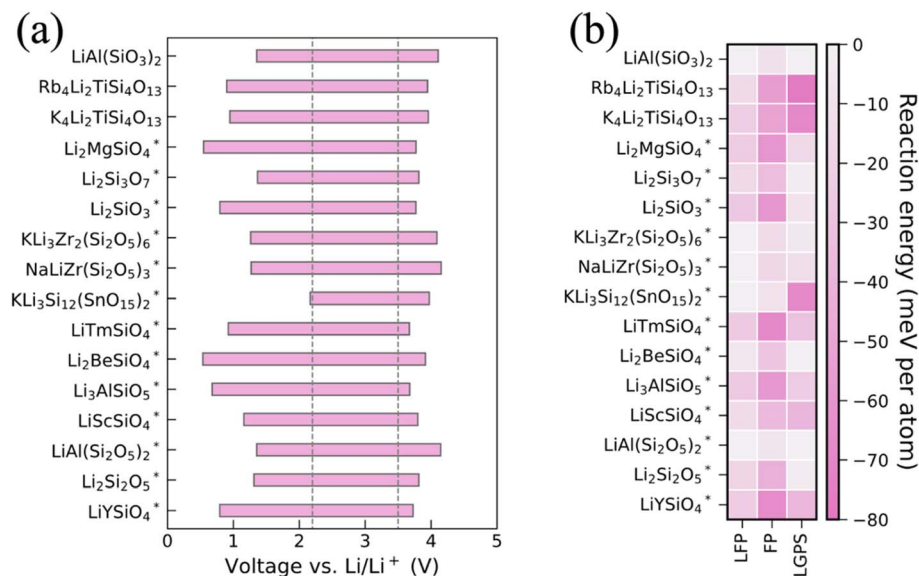 (a)
LiAl(SiO₃)₂
Rb₄Li₂TiSi₄O₁₃
K₄Li₂TiSi₄O₁₃
Li₂MgSiO₄*
Li₂Si₃O₇*
Li₂SiO₃*
KLi₃Zr₂(Si₂O₅)₆*
NaLiZr(Si₂O₅)₃*
KLi₃Si₁₂(SnO₁₅)₂*
LiTmSiO₄*
Li₂BeSiO₄*
Li₃AlSiO₅*
LiScSiO₄*
LiAl(Si₂O₅)₂*
Li₂Si₂O₅*
LiYSiO₄*
0 1 2 3 4 5
Voltage vs. Li/Li⁺ (V)
(b)
LiAl(SiO₃)₂
Rb₄Li₂TiSi₄O₁₃
K₄Li₂TiSi₄O₁₃
Li₂MgSiO₄*
Li₂Si₃O₇*
Li₂SiO₃*
KLi₃Zr₂(Si₂O₅)₆*
NaLiZr(Si₂O₅)₃*
KLi₃Si₁₂(SnO₁₅)₂*
LiTmSiO₄*
Li₂BeSiO₄*
Li₃AlSiO₅*
LiScSiO₄*
LiAl(Si₂O₅)₂*
Li₂Si₂O₅*
LiYSiO₄*
LFP
FP
LGPS
0
−10
−20
−30
−40
−50
−60
−70
−80
Reaction energy (meV per atom)